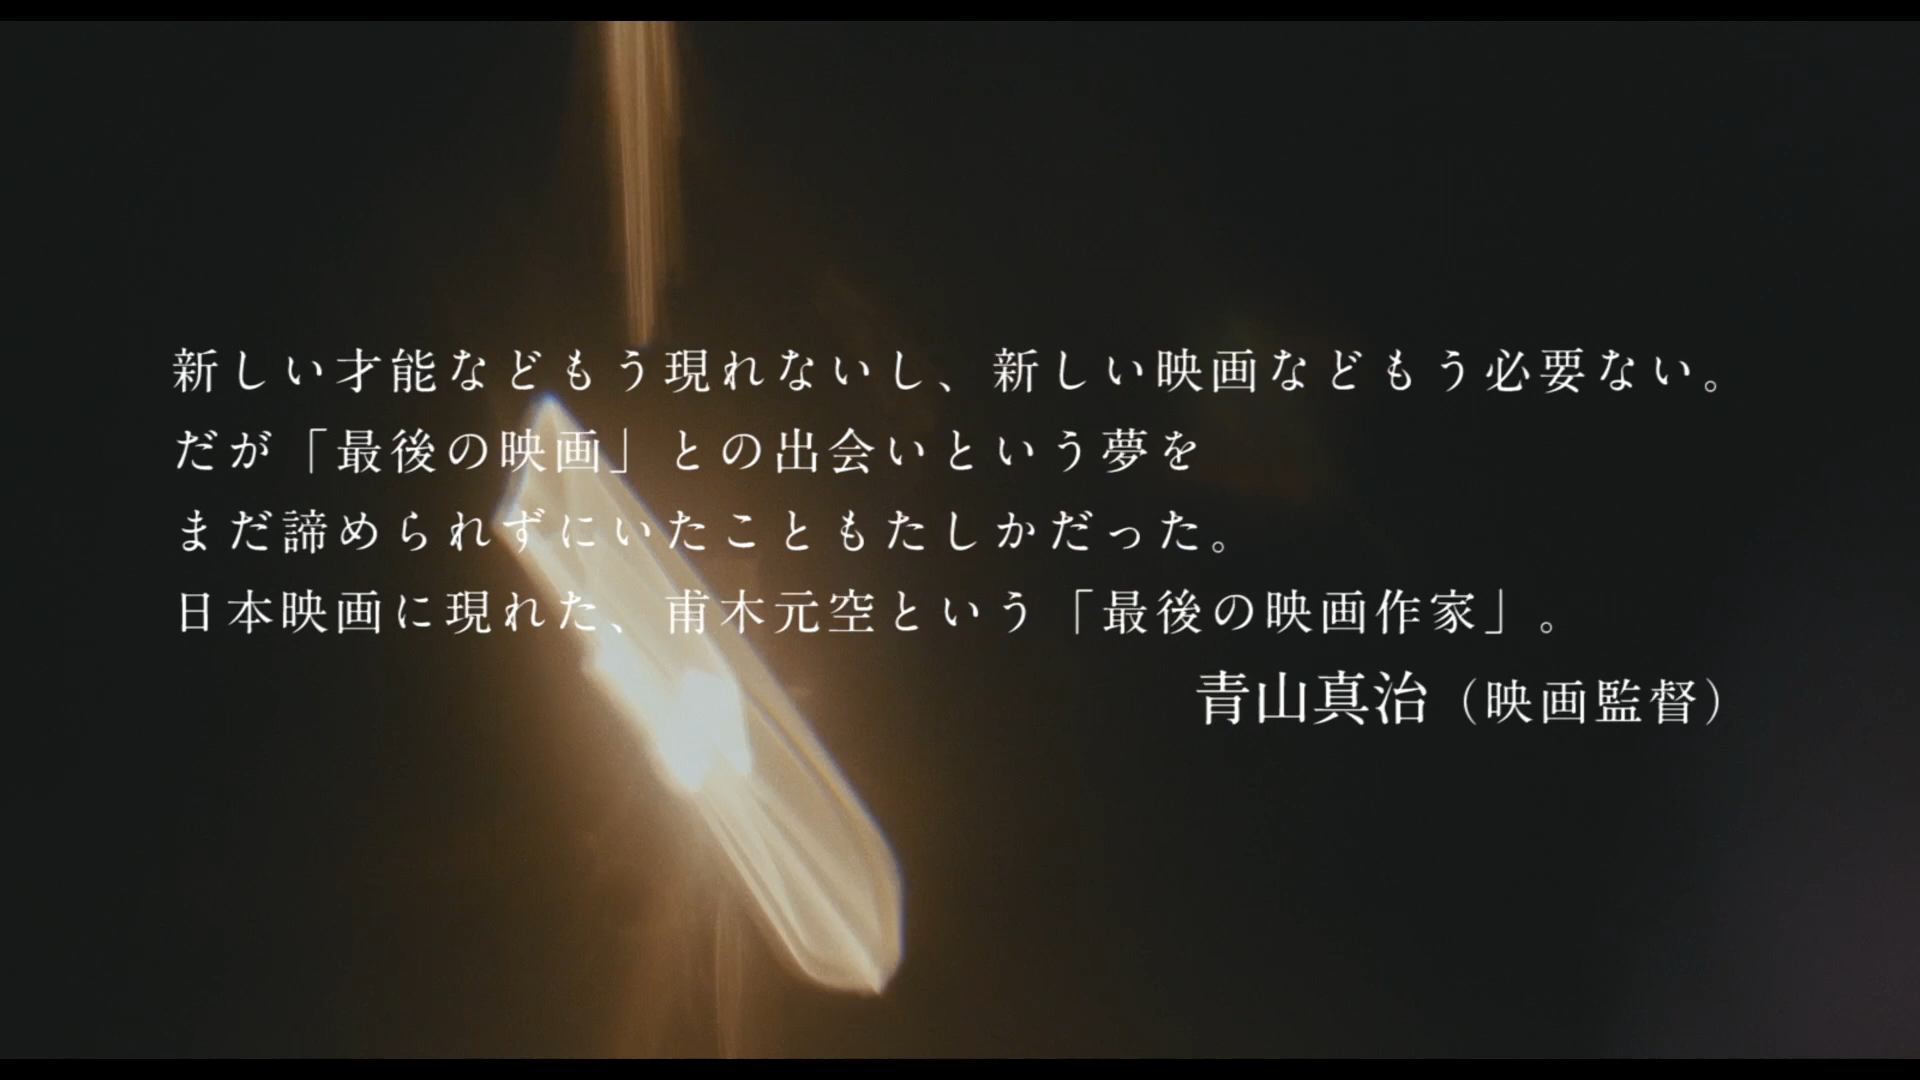 新しい才能などもう現れないし、新しい映画などもう必要ない。
だが「最後の映画」との出会いという夢を
まだ諦められずにいたこともたしかだった。
日本映画に現れた、甫木元空という「最後の映画作家」。
青山真治（映画監督）